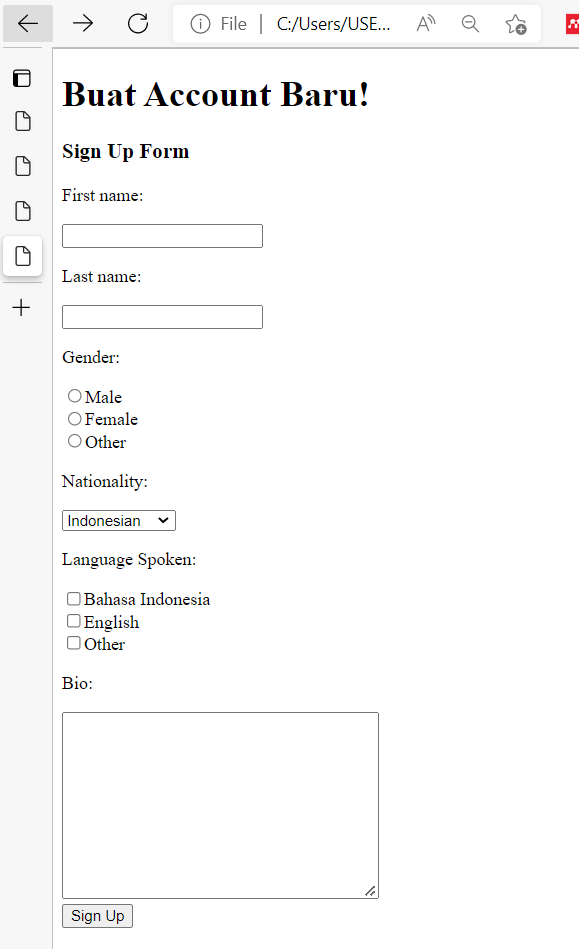 File
C:/Users/USE...
Buat Account Baru!
Sign Up Form
First name:
Last name:
Gender:
Male
Female
Other
Nationality:
Indonesian
Language Spoken:
Bahasa Indonesia
English
Other
Bio:
Sign Up